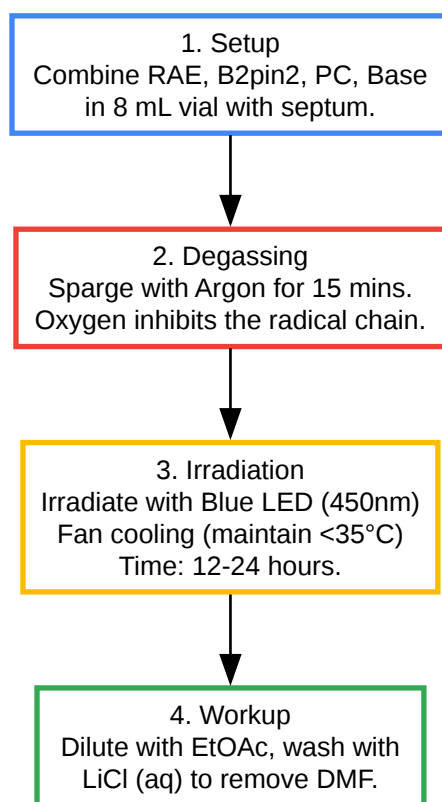 1. Setup
Combine RAE, B2pin2, PC, Base
in 8 mL vial with septum.
2. Degassing
Sparge with Argon for 15 mins.
Oxygen inhibits the radical chain.
3. Irradiation
Irradiate with Blue LED (450nm)
Fan cooling (maintain <35°C)
Time: 12-24 hours.
4. Workup
Dilute with EtOAc, wash with
LiCl (aq) to remove DMF.